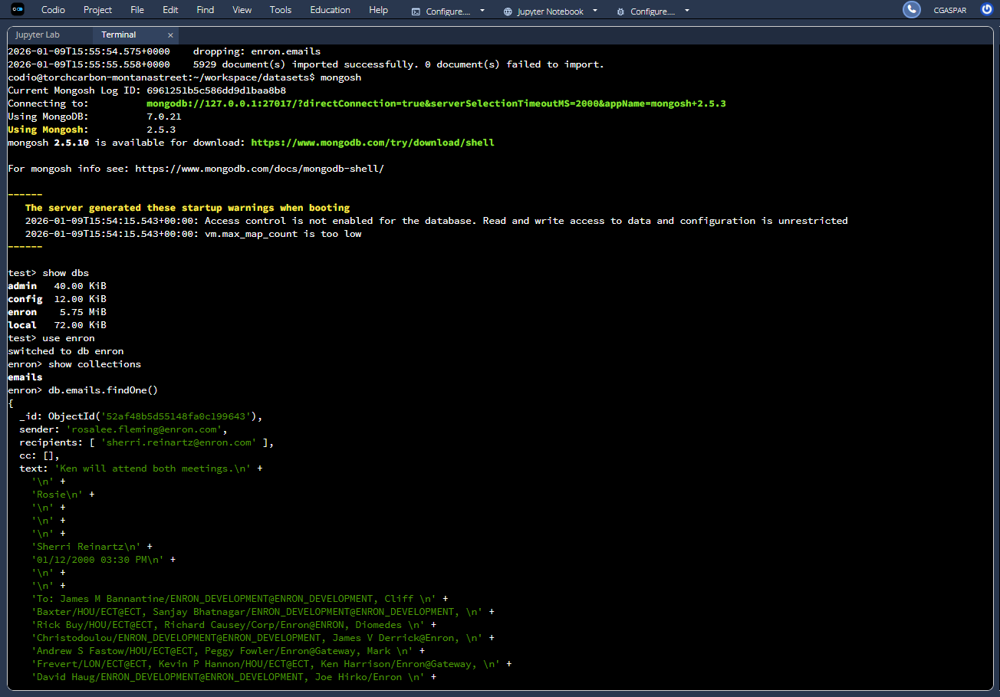 Codio Project File Edit Find View Tools Education Help Configure.... Jupyter Notebook Configure.... CGASPAR
Jupyter Lab Terminal ×
2026-01-09T15:55:54.575+0000    dropping: enron.emails
2026-01-09T15:55:55.558+0000    5929 document(s) imported successfully. 0 document(s) failed to import.
codio@torchcarbon-montanastreet:~/workspace/datasets$ mongosh
Current Mongosh Log ID: 6961251b5c586dd9d1baa8b8
Connecting to:          mongodb://127.0.0.1:27017/?directConnection=true&serverSelectionTimeoutMS=2000&appName=mongosh+2.5.3
Using MongoDB:          7.0.21
Using Mongosh:          2.5.3
mongosh 2.5.10 is available for download: https://www.mongodb.com/try/download/shell
For mongosh info see: https://www.mongodb.com/docs/mongodb-shell/
------
   The server generated these startup warnings when booting
   2026-01-09T15:54:15.543+00:00: Access control is not enabled for the database. Read and write access to data and configuration is unrestricted
   2026-01-09T15:54:15.543+00:00: vm.max_map_count is too low
------
test> show dbs
admin   40.00 KiB
config  12.00 KiB
enron    5.75 MiB
local   72.00 KiB
test> use enron
switched to db enron
enron> show collections
emails
enron> db.emails.findOne()
{
  _id: ObjectId('52af48b5d55148fa0c199643'),
  sender: 'rosalee.fleming@enron.com',
  recipients: [ 'sherri.reinartz@enron.com' ],
  cc: [],
  text: 'Ken will attend both meetings.\n' +
    '\n' +
    'Rosie\n' +
    '\n' +
    '\n' +
    '\n' +
    'Sherri Reinartz\n' +
    '01/12/2000 03:30 PM\n' +
    '\n' +
    '\n' +
    'To: James M Bannantine/ENRON_DEVELOPMENT@ENRON_DEVELOPMENT, Cliff \n' +
    'Baxter/HOU/ECT@ECT, Sanjay Bhatnagar/ENRON_DEVELOPMENT@ENRON_DEVELOPMENT, \n' +
    'Rick Buy/HOU/ECT@ECT, Richard Causey/Corp/Enron@ENRON, Diomedes \n' +
    'Christodoulou/ENRON_DEVELOPMENT@ENRON_DEVELOPMENT, James V Derrick@Enron, \n' +
    'Andrew S Fastow/HOU/ECT@ECT, Peggy Fowler/Enron@Gateway, Mark \n' +
    'Frevert/LON/ECT@ECT, Kevin P Hannon/HOU/ECT@ECT, Ken Harrison/Enron@Gateway, \n' +
    'David Haug/ENRON_DEVELOPMENT@ENRON_DEVELOPMENT, Joe Hirko/Enron \n' +